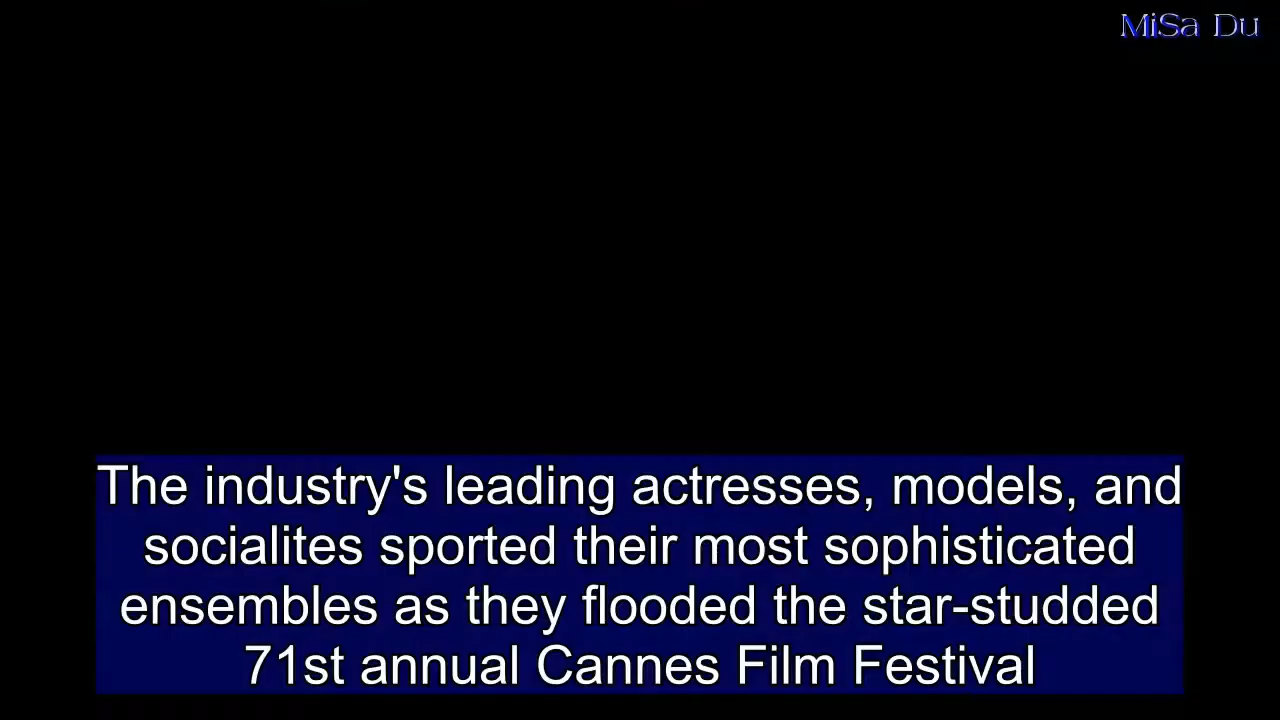 MiSa Du
The industry's leading actresses, models, and
socialites sported their most sophisticated
ensembles as they flooded the star-studded
71st annual Cannes Film Festival